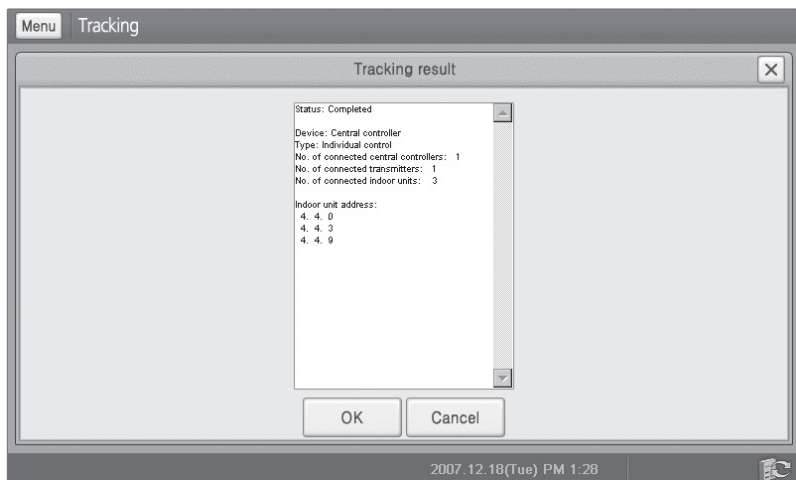 Menu Tracking
Tracking result
Status: Completed
Device: Central controller
Type: Individual control
No. of connected central controllers: 1
No. of connected transmitters: 1
No. of connected indoor units: 3
Indoor unit address:
4. 4. 0
4. 4. 3
4. 4. 9
OK Cancel
2007.12.18(Tue) PM 1:28